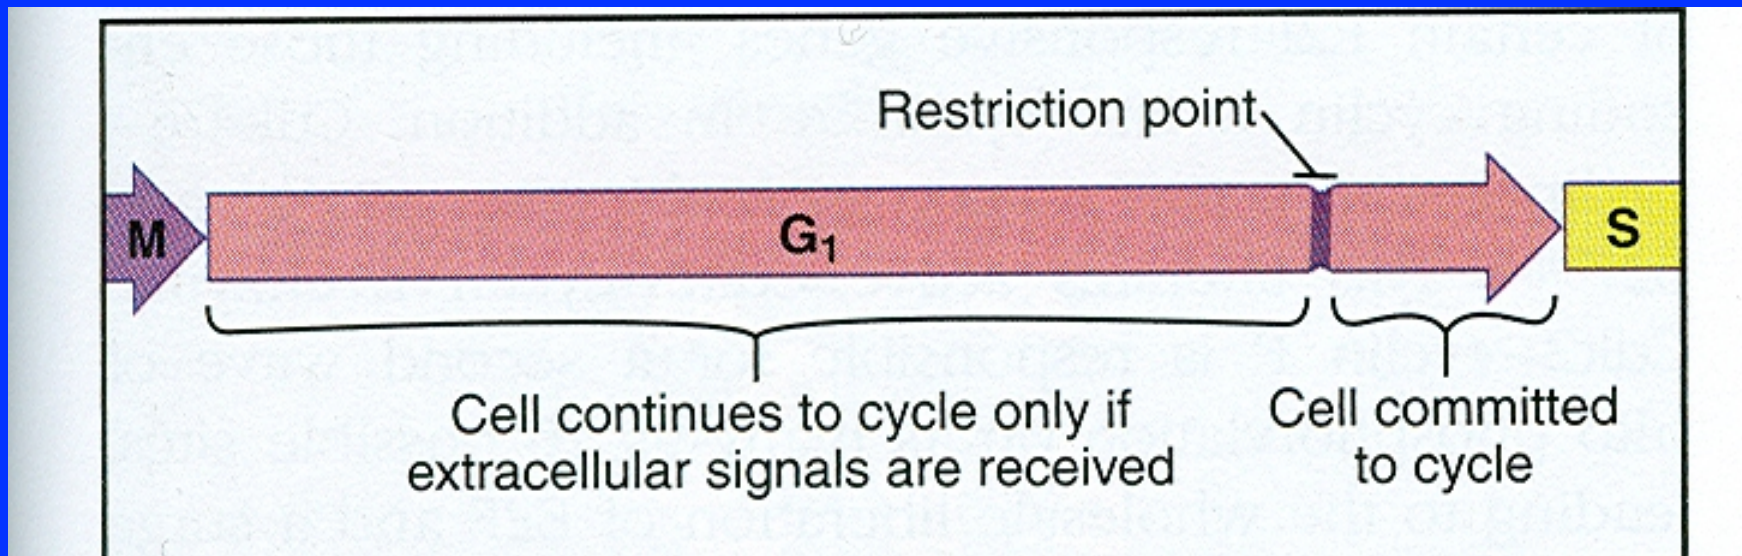 Restriction point
M
G₁
S
Cell continues to cycle only if
extracellular signals are received
Cell committed
to cycle